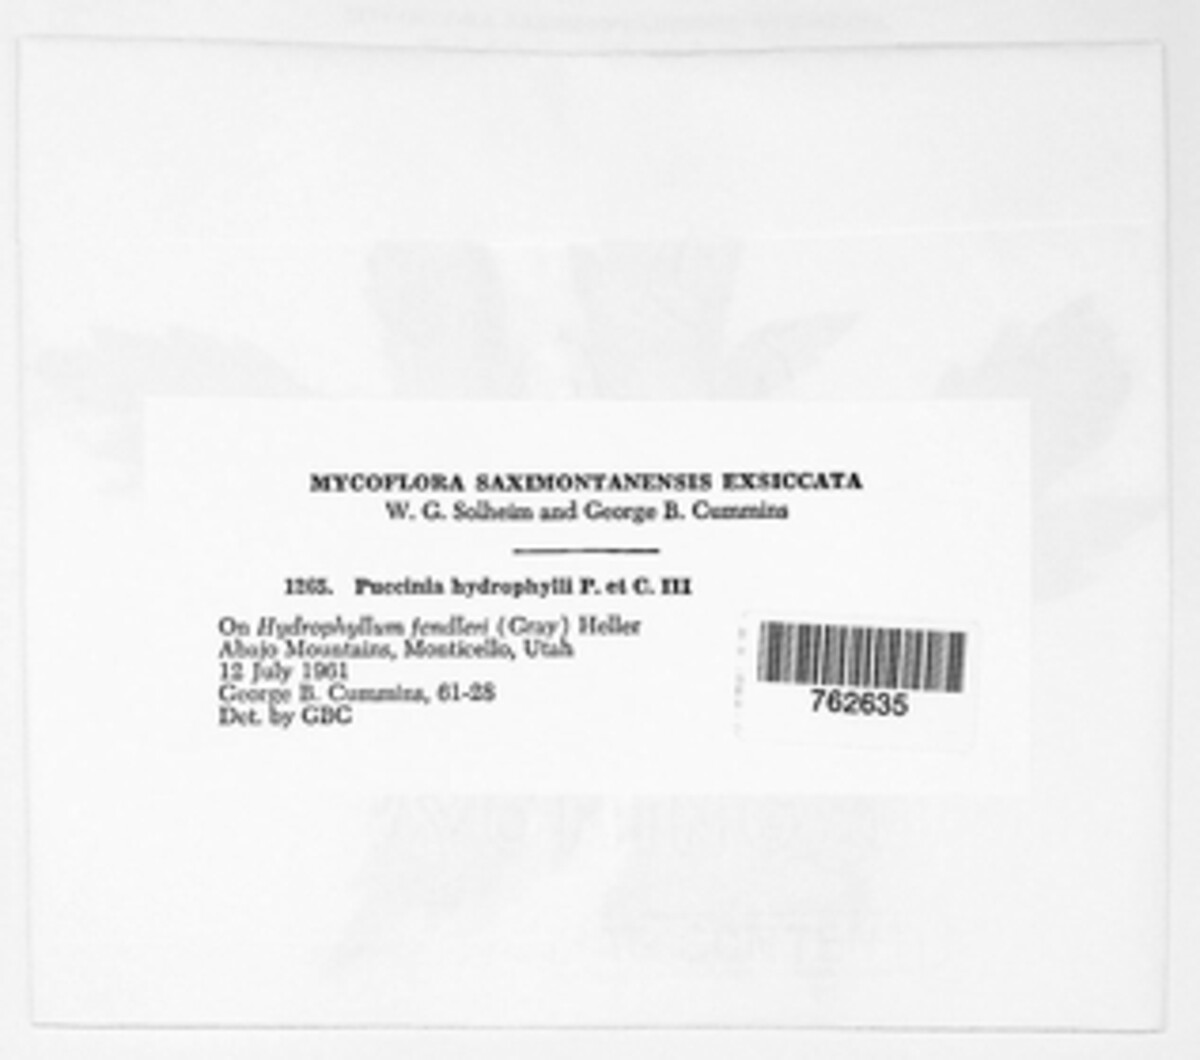 MYCOFLORA SAXIMONTANENSIS EXSICCATA
W. G. Solheim and George B. Cummins
1265. Puccinia hydrophylli P. et C. III
On Hydrophyllum fendleri (Gray) Heller
Abajo Mountains, Monticello, Utah
12 July 1961
George B. Cummins, 61-28
Det. by GBC
762635